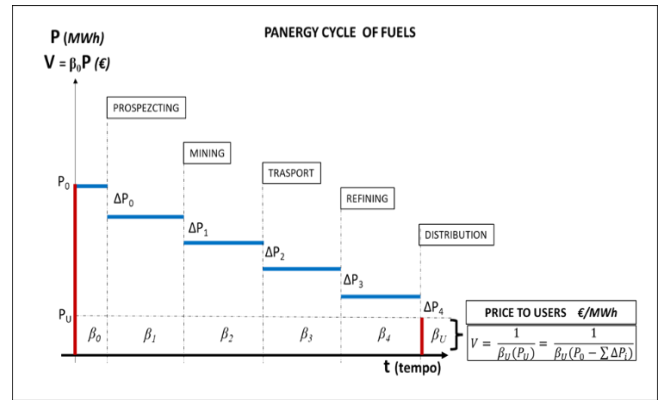 P (MWh)
V = β₀P (€)
PANERGY CYCLE OF FUELS
PROSPEZCTING
MINING
TRASPORT
REFINING
DISTRIBUTION
P₀
ΔP₀
ΔP₁
ΔP₂
ΔP₃
ΔP₄
Pᵤ
β₀ β₁ β₂ β₃ β₄ βᵤ
t (tempo)
PRICE TO USERS €/MWh
V = 1 / βᵤ(Pᵤ) = 1 / βᵤ(P₀ − ∑ ΔPᵢ)